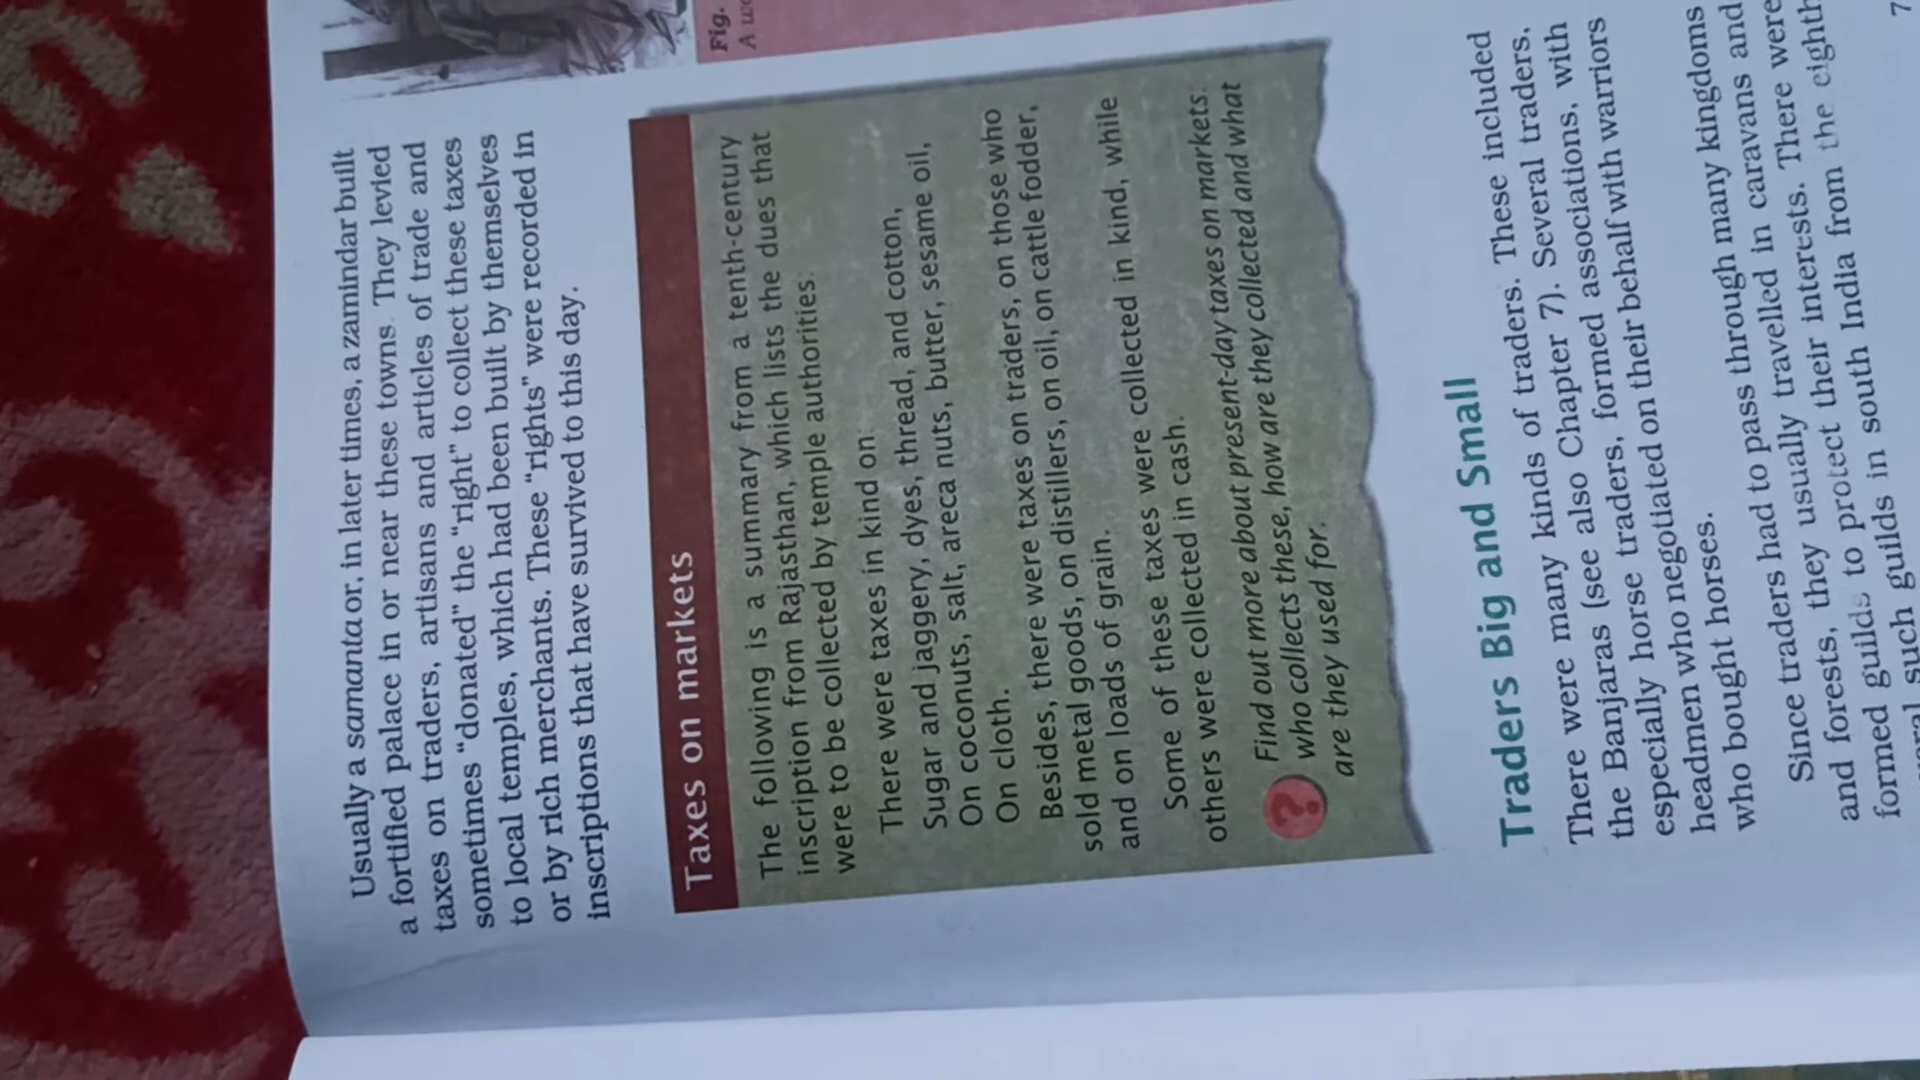 Fig.
A
Usually a samanta or, in later times, a zamindar built
a fortified palace in or near these towns. They levied
taxes on traders, artisans and articles of trade and
sometimes “donated” the “right” to collect these taxes
to local temples, which had been built by themselves
or by rich merchants. These “rights” were recorded in
inscriptions that have survived to this day.
Taxes on markets
The following is a summary from a tenth-century
inscription from Rajasthan, which lists the dues that
were to be collected by temple authorities:
There were taxes in kind on:
Sugar and jaggery, dyes, thread, and cotton,
On coconuts, salt, areca nuts, butter, sesame oil,
On cloth.
Besides, there were taxes on traders, on those who
sold metal goods, on distillers, on oil, on cattle fodder,
and on loads of grain.
Some of these taxes were collected in kind, while
others were collected in cash.
? Find out more about present-day taxes on markets:
who collects these, how are they collected and what
are they used for.
Traders Big and Small
There were many kinds of traders. These included
the Banjaras (see also Chapter 7). Several traders,
especially horse traders, formed associations, with
headmen who negotiated on their behalf with warriors
who bought horses.
Since traders had to pass through many kingdoms
and forests, they usually travelled in caravans and
formed guilds to protect their interests. There were
such guilds in south India from the eighth
7